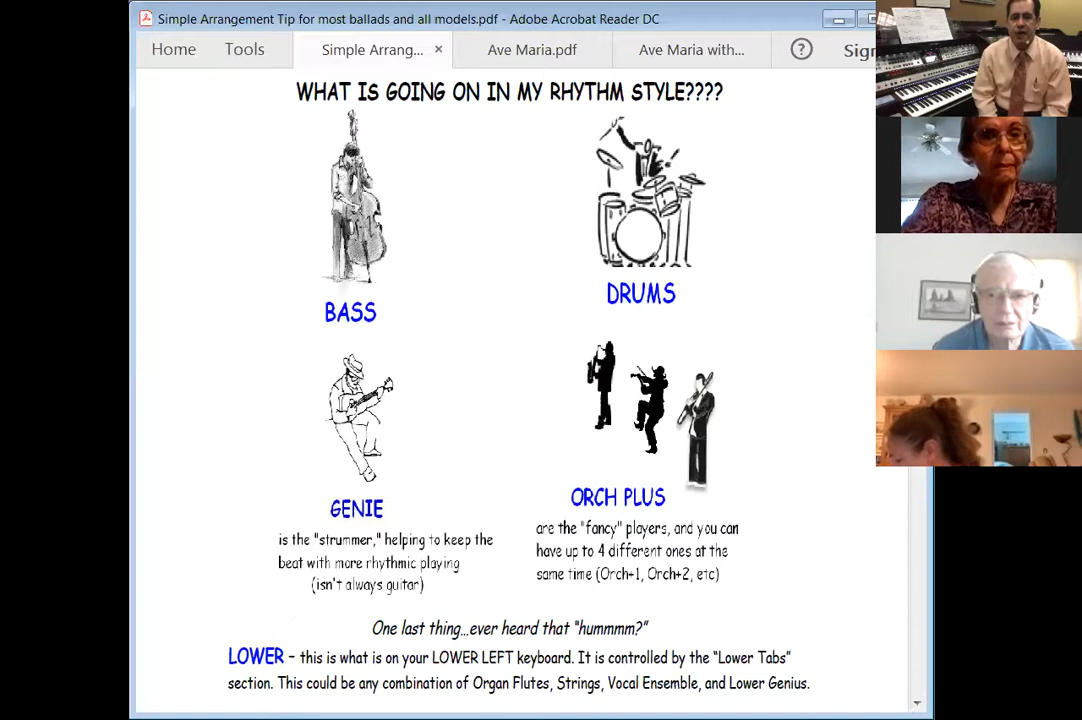 Simple Arrangement Tip for most ballads and all models.pdf - Adobe Acrobat Reader DC
Home Tools Simple Arrang... × Ave Maria.pdf Ave Maria with... ? Sign
WHAT IS GOING ON IN MY RHYTHM STYLE????
BASS
DRUMS
GENIE
is the "strummer," helping to keep the
beat with more rhythmic playing
(isn't always guitar)
ORCH PLUS
are the "fancy" players, and you can
have up to 4 different ones at the
same time (Orch+1, Orch+2, etc)
One last thing...ever heard that "hummmm?"
LOWER – this is what is on your LOWER LEFT keyboard. It is controlled by the "Lower Tabs"
section. This could be any combination of Organ Flutes, Strings, Vocal Ensemble, and Lower Genius.